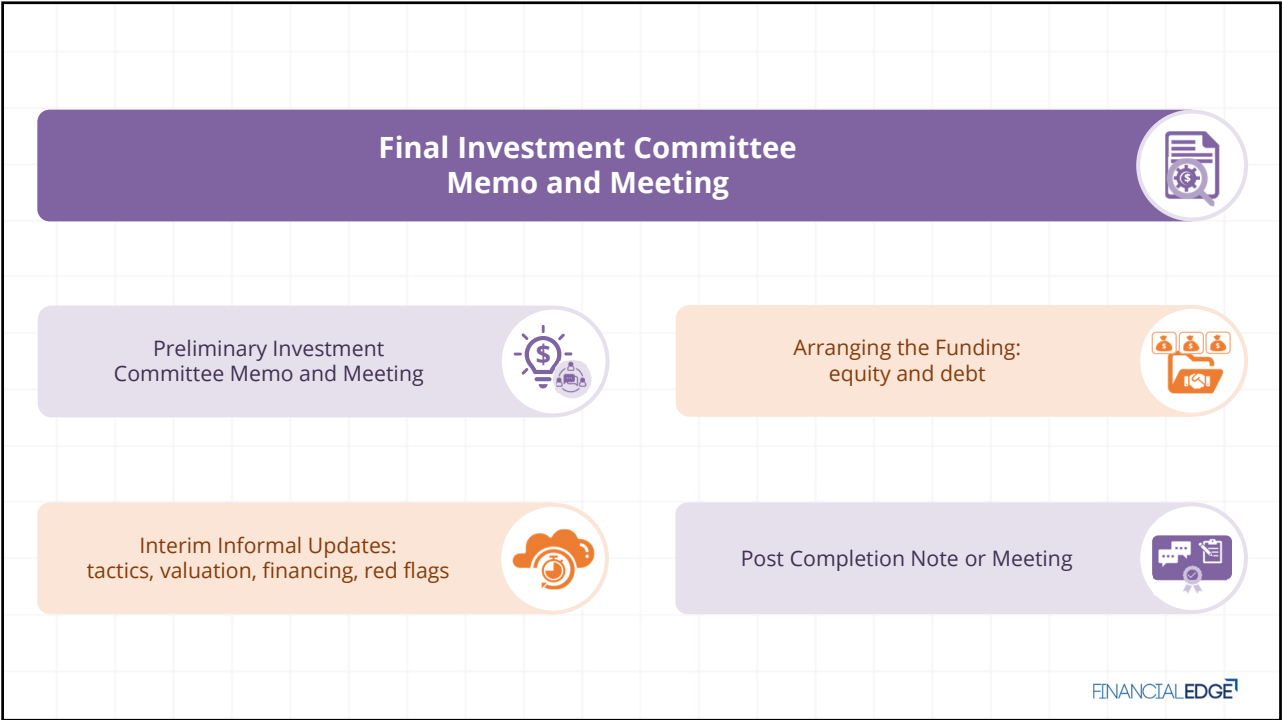 Final Investment Committee
Memo and Meeting
Preliminary Investment
Committee Memo and Meeting
Arranging the Funding:
equity and debt
Interim Informal Updates:
tactics, valuation, financing, red flags
Post Completion Note or Meeting
FINANCIALEDGE